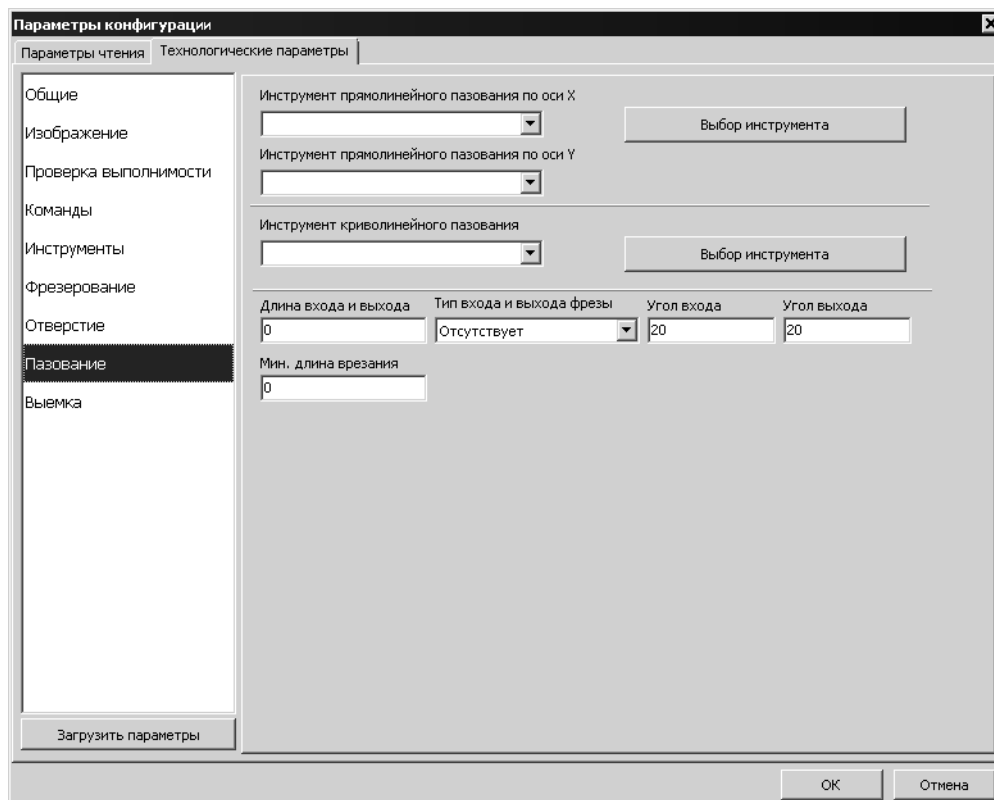 Параметры конфигурации
Параметры чтения
Технологические параметры
Общие
Изображение
Проверка выполнимости
Команды
Инструменты
Фрезерование
Отверстие
Пазование
Выемка
Загрузить параметры
Инструмент прямолинейного пазования по оси X
Выбор инструмента
Инструмент прямолинейного пазования по оси Y
Инструмент криволинейного пазования
Выбор инструмента
Длина входа и выхода
Тип входа и выхода фрезы
Угол входа
Угол выхода
0
Отсутствует
20
20
Мин. длина врезания
0
ОК
Отмена